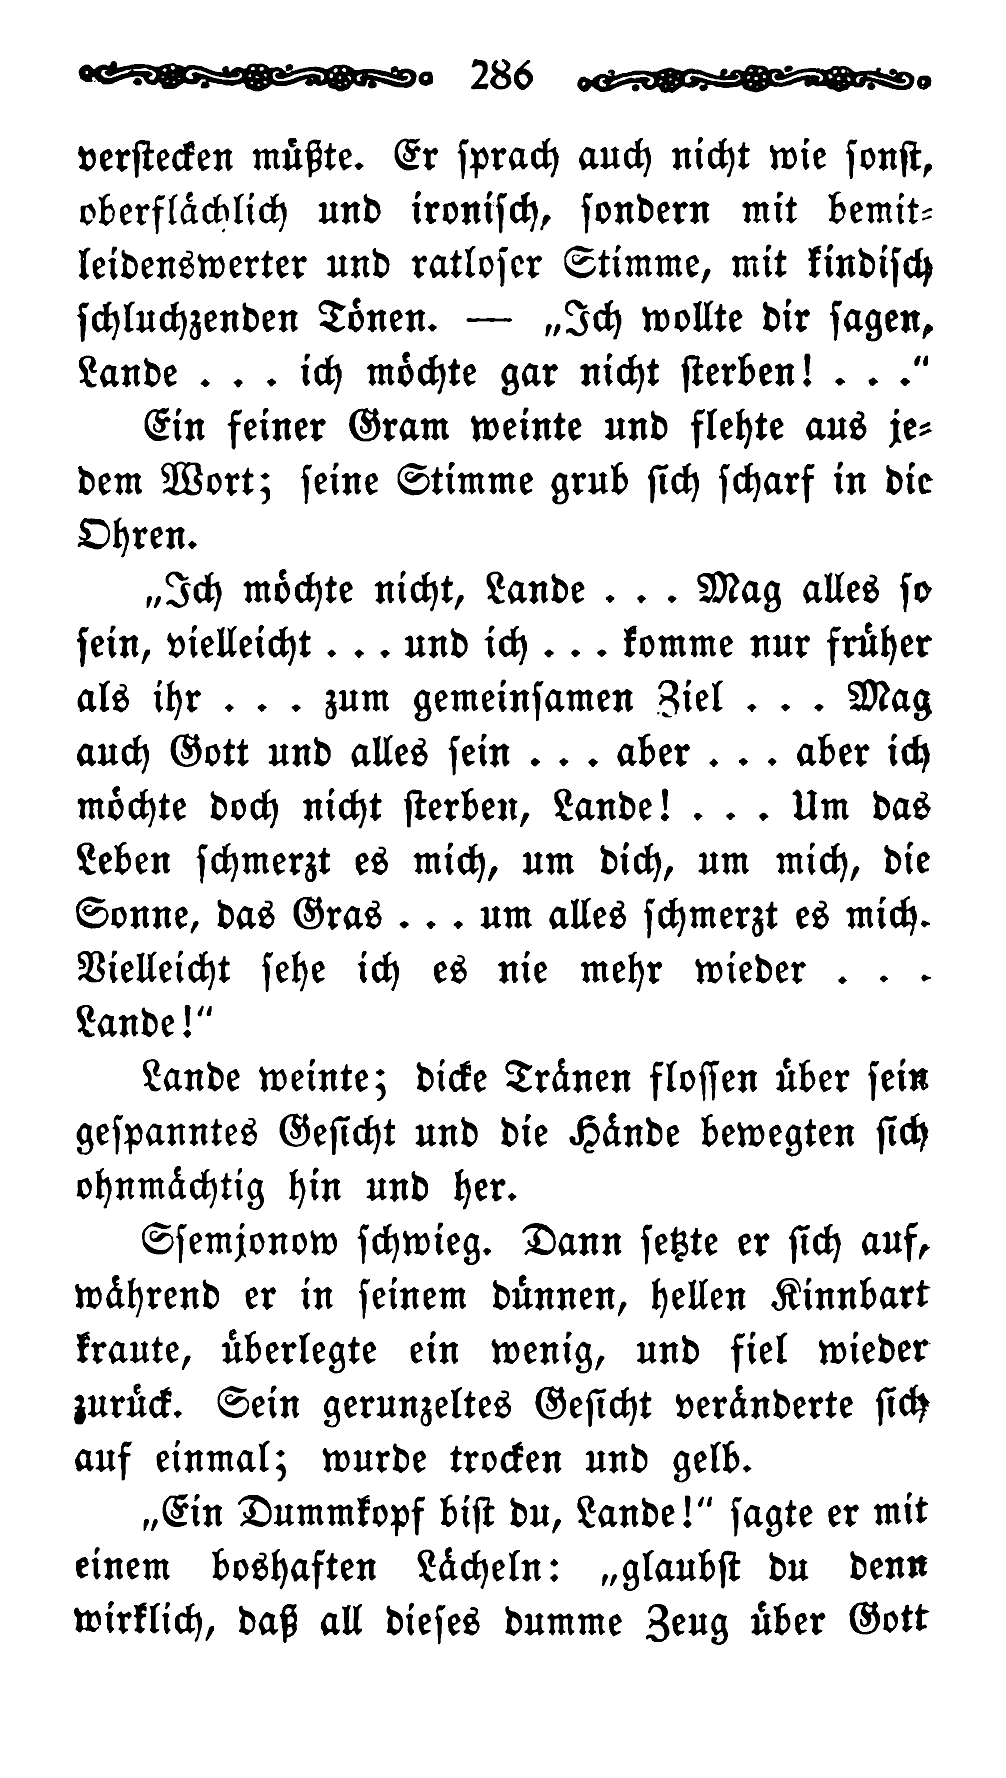 286
verstecken müßte. Er sprach auch nicht wie sonst,
oberflächlich und ironisch, sondern mit bemit-
leidenswerter und ratloser Stimme, mit kindisch
schluchzenden Tönen. — „Ich wollte dir sagen,
Lande . . . ich möchte gar nicht sterben! . . .“
Ein feiner Gram weinte und flehte aus je-
dem Wort; seine Stimme grub sich scharf in die
Ohren.
„Ich möchte nicht, Lande . . . Mag alles so
sein, vielleicht . . . und ich . . . komme nur früher
als ihr . . . zum gemeinsamen Ziel . . . Mag
auch Gott und alles sein . . . aber . . . aber ich
möchte doch nicht sterben, Lande! . . . Um das
Leben schmerzt es mich, um dich, um mich, die
Sonne, das Gras . . . um alles schmerzt es mich.
Vielleicht sehe ich es nie mehr wieder . . .
Lande!“
Lande weinte; dicke Tränen flossen über sein
gespanntes Gesicht und die Hände bewegten sich
ohnmächtig hin und her.
Ssemjonow schwieg. Dann setzte er sich auf,
während er in seinem dünnen, hellen Kinnbart
kraute, überlegte ein wenig, und fiel wieder
zurück. Sein gerunzeltes Gesicht veränderte sich
auf einmal; wurde trocken und gelb.
„Ein Dummkopf bist du, Lande!“ sagte er mit
einem boshaften Lächeln: „glaubst du denn
wirklich, daß all dieses dumme Zeug über Gott